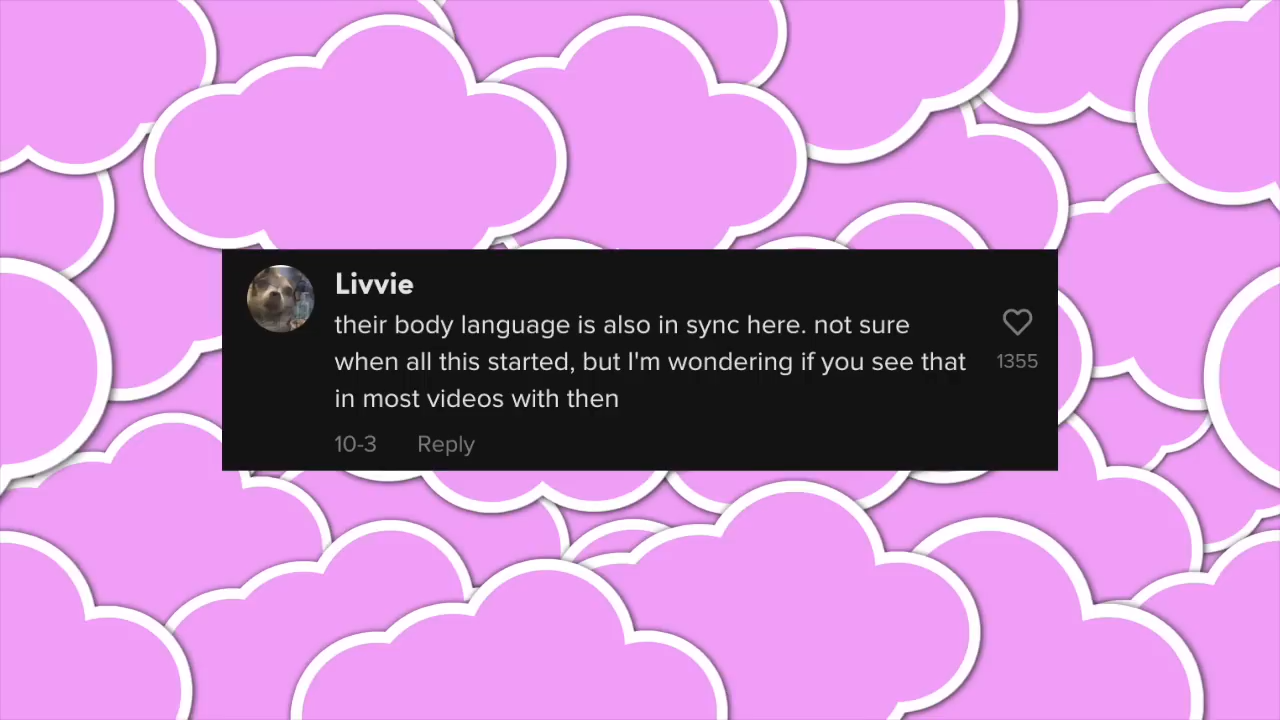 Livvie
their body language is also in sync here. not sure
when all this started, but I'm wondering if you see that
in most videos with then
1355
10-3 Reply